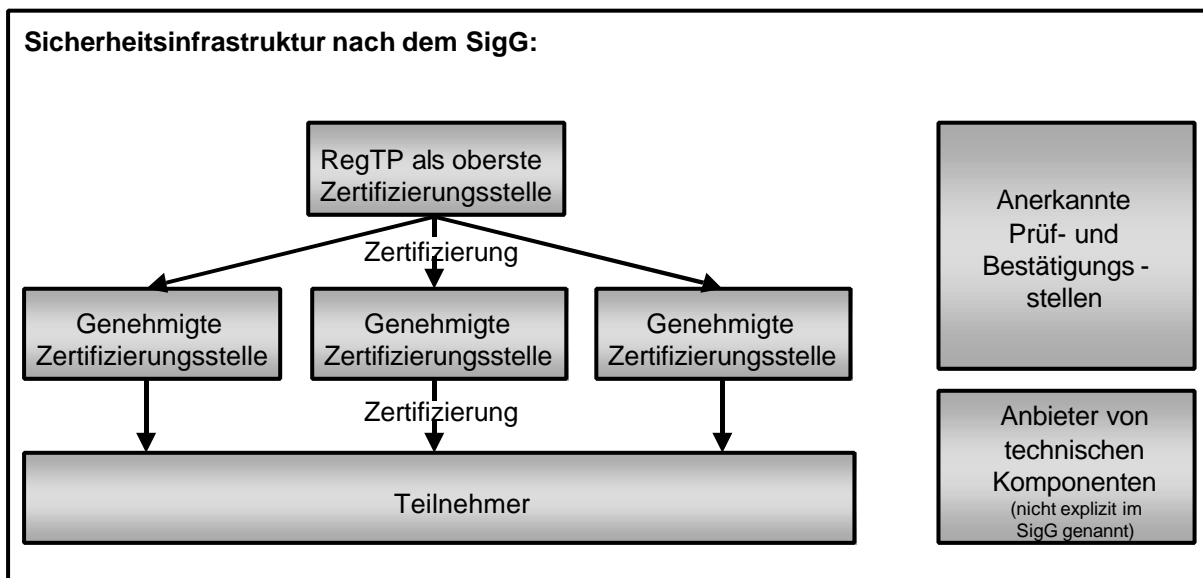 Sicherheitsinfrastruktur nach dem SigG:
RegTP als oberste
Zertifizierungsstelle
Zertifizierung
Genehmigte
Zertifizierungsstelle
Genehmigte
Zertifizierungsstelle
Genehmigte
Zertifizierungsstelle
Zertifizierung
Teilnehmer
Anerkannte
Prüf- und
Bestätigungs -
stellen
Anbieter von
technischen
Komponenten
(nicht explizit im
SigG genannt)